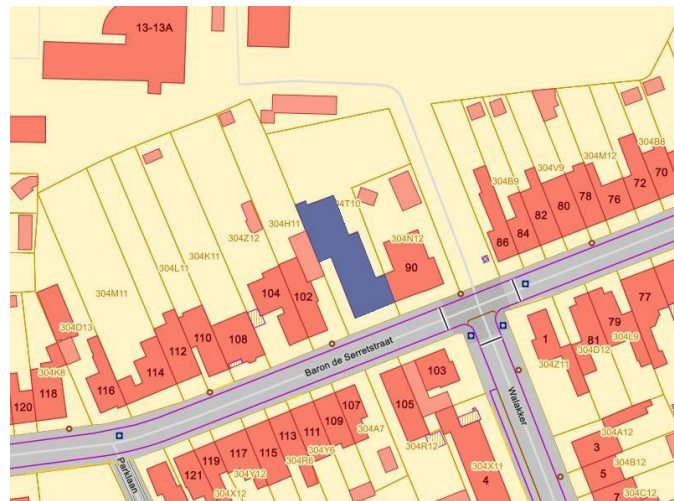 13-13A
304B8
304M12
304V9
304B9
72
70
78
76
80
82
84
86
304T10
304H11
304Z12
304K11
304L11
304M11
304N12
90
104
102
110
108
112
114
116
304D13
304K8
118
120
Baron de Serretstraat
77
79
81
1
304L9
304D12
304Z11
Walakker
103
105
107
109
111
113
115
117
119
121
304A7
304R12
304Y6
304R6
304Y12
304X12
304X11
4
304A12
3
304B12
5
304C12
7
Parklaan